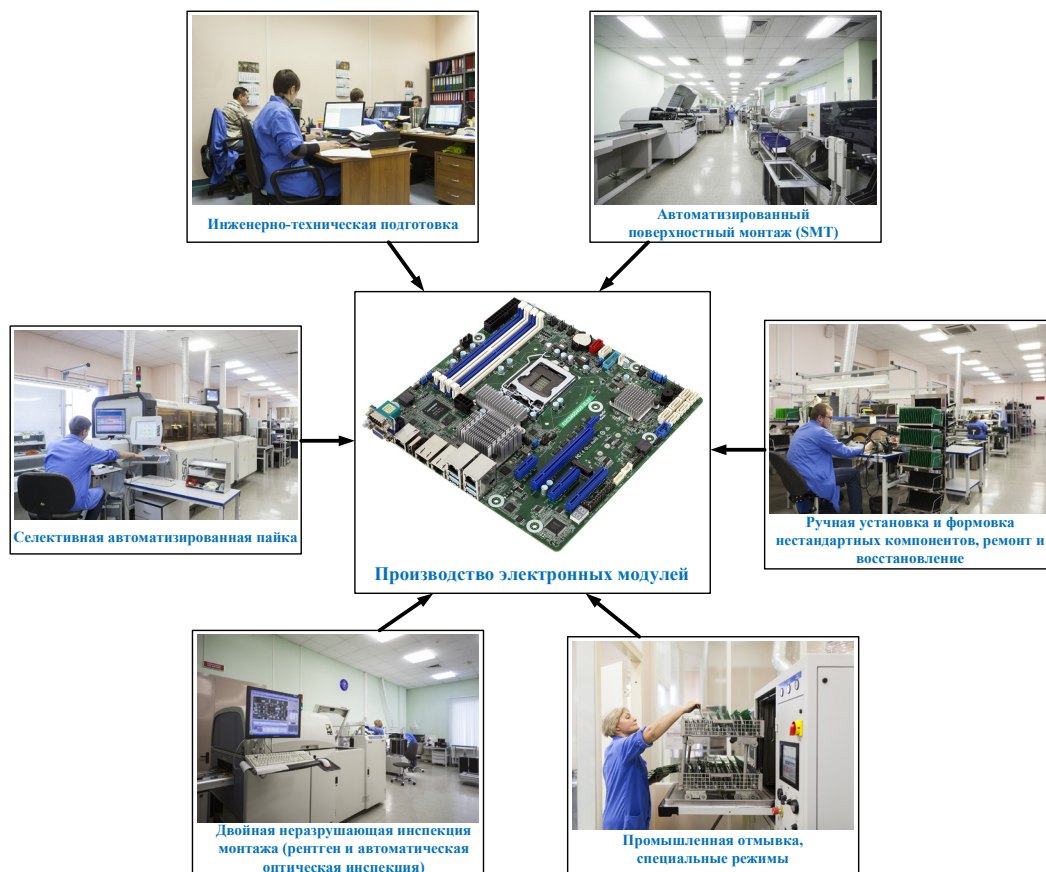 Инженерно-техническая подготовка
Автоматизированный
поверхностный монтаж (SMT)
Селективная автоматизированная пайка
Производство электронных модулей
Ручная установка и формовка
нестандартных компонентов, ремонт и
восстановление
Двойная неразрушающая инспекция
монтажа (рентген и автоматическая
оптическая инспекция)
Промышленная отмывка,
специальные режимы